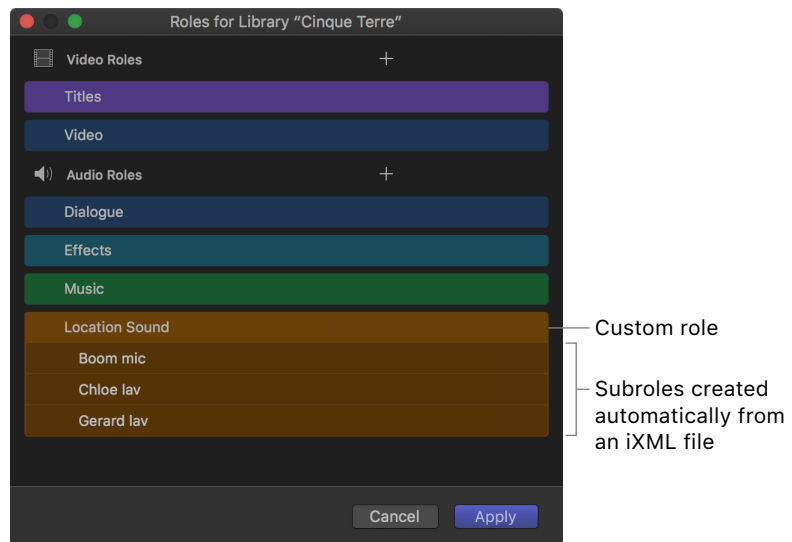 Roles for Library “Cinque Terre”
Video Roles
Titles
Video
Audio Roles
Dialogue
Effects
Music
Location Sound
Boom mic
Chloe lav
Gerard lav
Custom role
Subroles created
automatically from
an iXML file
Cancel
Apply